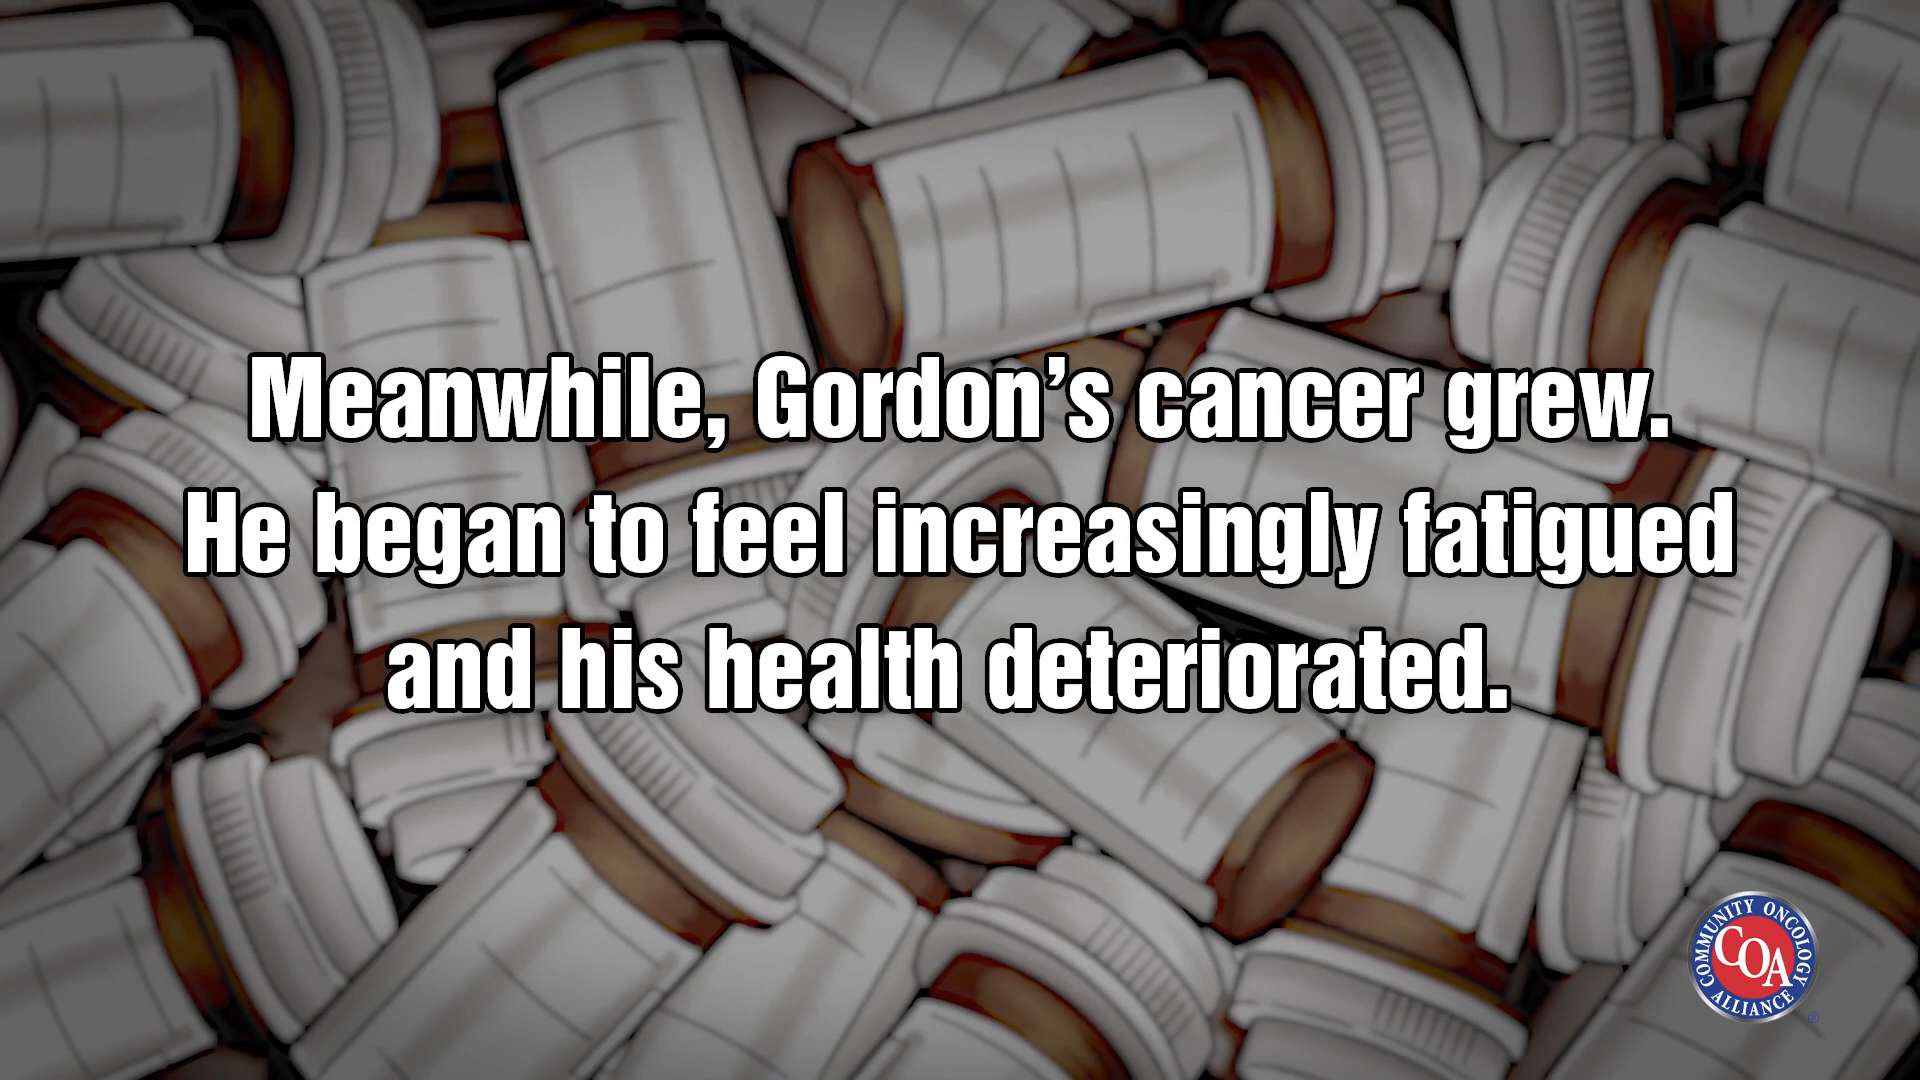 Meanwhile, Gordon’s cancer grew.
He began to feel increasingly fatigued
and his health deteriorated.
COMMUNITY ONCOLOGY
COA
ALLIANCE
®